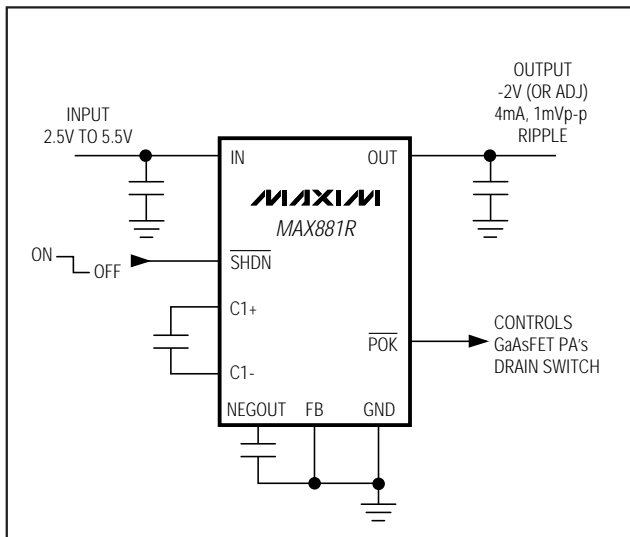 INPUT
2.5V TO 5.5V
OUTPUT
-2V (OR ADJ)
4mA, 1mVp-p
RIPPLE
IN
OUT
MAXIM
MAX881R
ON
OFF
SHDN
C1+
C1-
POK
CONTROLS
GaAsFET PA's
DRAIN SWITCH
NEGOUT FB GND